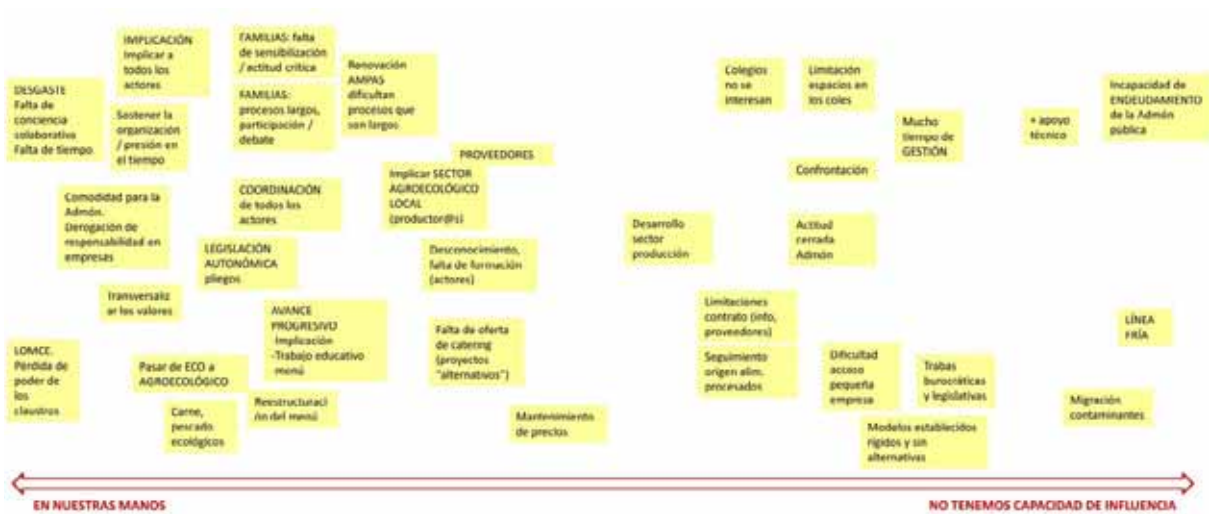 DESGASTE
Falta de
conciencia
colaborativa
Falta de tiempo
IMPLICACIÓN
Implicar a
todos los
actores
Sostener la
organización
/ presión en
el tiempo
FAMILIAS: falta
de sensibilización
/ actitud crítica
FAMILIAS:
procesos largos,
participación /
debate
Renovación
AMPAS
dificultan
procesos que
son largos
PROVEEDORES
Implicar SECTOR
AGROECOLÓGICO
LOCAL
(productor@s)
Comodidad para la
Admón.
Derogación de
responsabilidad en
empresas
COORDINACIÓN
de todos los
actores
LEGISLACIÓN
AUTONÓMICA
pliegos
Desconocimiento,
falta de formación
(actores)
Transversaliz
ar los valores
AVANCE
PROGRESIVO
-Implicación
-Trabajo educativo
menú
Falta de oferta
de catering
(proyectos
"alternativos")
LOMCE.
Pérdida de
poder de
los
claustros
Pasar de ECO a
AGROECOLÓGICO
Carne,
pescado
ecológicos
Reestructuraci
ón del menú
Mantenimiento
de precios
Colegios
no se
interesan
Limitación
espacios en
los coles
Mucho
tiempo de
GESTIÓN
+ apoyo
técnico
Incapacidad de
ENDEUDAMIENTO
de la Admón
pública
Confrontación
Desarrollo
sector
producción
Actitud
cerrada
Admón
Limitaciones
contrato (info,
proveedores)
Seguimiento
origen alim.
procesados
Dificultad
acceso
pequeña
empresa
Trabas
burocráticas
y legislativas
LÍNEA
FRÍA
Migración
contaminantes
Modelos establecidos
rígidos y sin
alternativas
EN NUESTRAS MANOS
NO TENEMOS CAPACIDAD DE INFLUENCIA